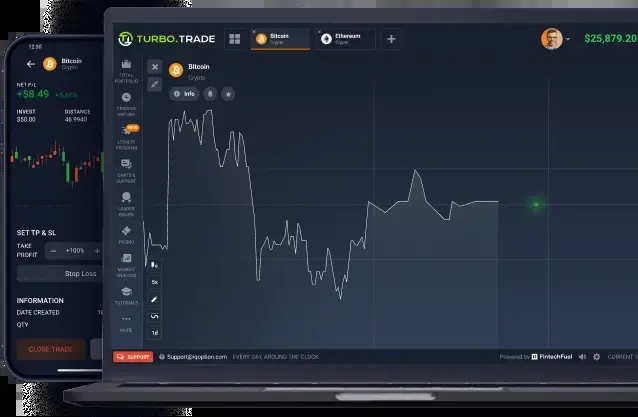 12:30
Bitcoin
Crypto
NET P/L
+$8.49 +5.66%
INVEST DISTANCE
$50.00 46.9940
SET TP & SL
TAKE
PROFIT
− +100% +
Stop Loss
INFORMATION
DATE CREATED
QTY
CLOSE TRADE
TURBO.TRADE
Bitcoin
Crypto
Ethereum
Crypto
$25,879.20
TOTAL
PORTFOLIO
TRADING
HISTORY
NEW
LOYALTY
PROGRAM
CHATS &
SUPPORT
LEADER
BOARD
PROMO
MARKET
ANALYSIS
TUTORIALS
MORE
Bitcoin
Crypto
Info
5s
1d
SUPPORT
Support@iqoption.com EVERY DAY, AROUND THE CLOCK
Powered by FintechFuel
CURRENT T